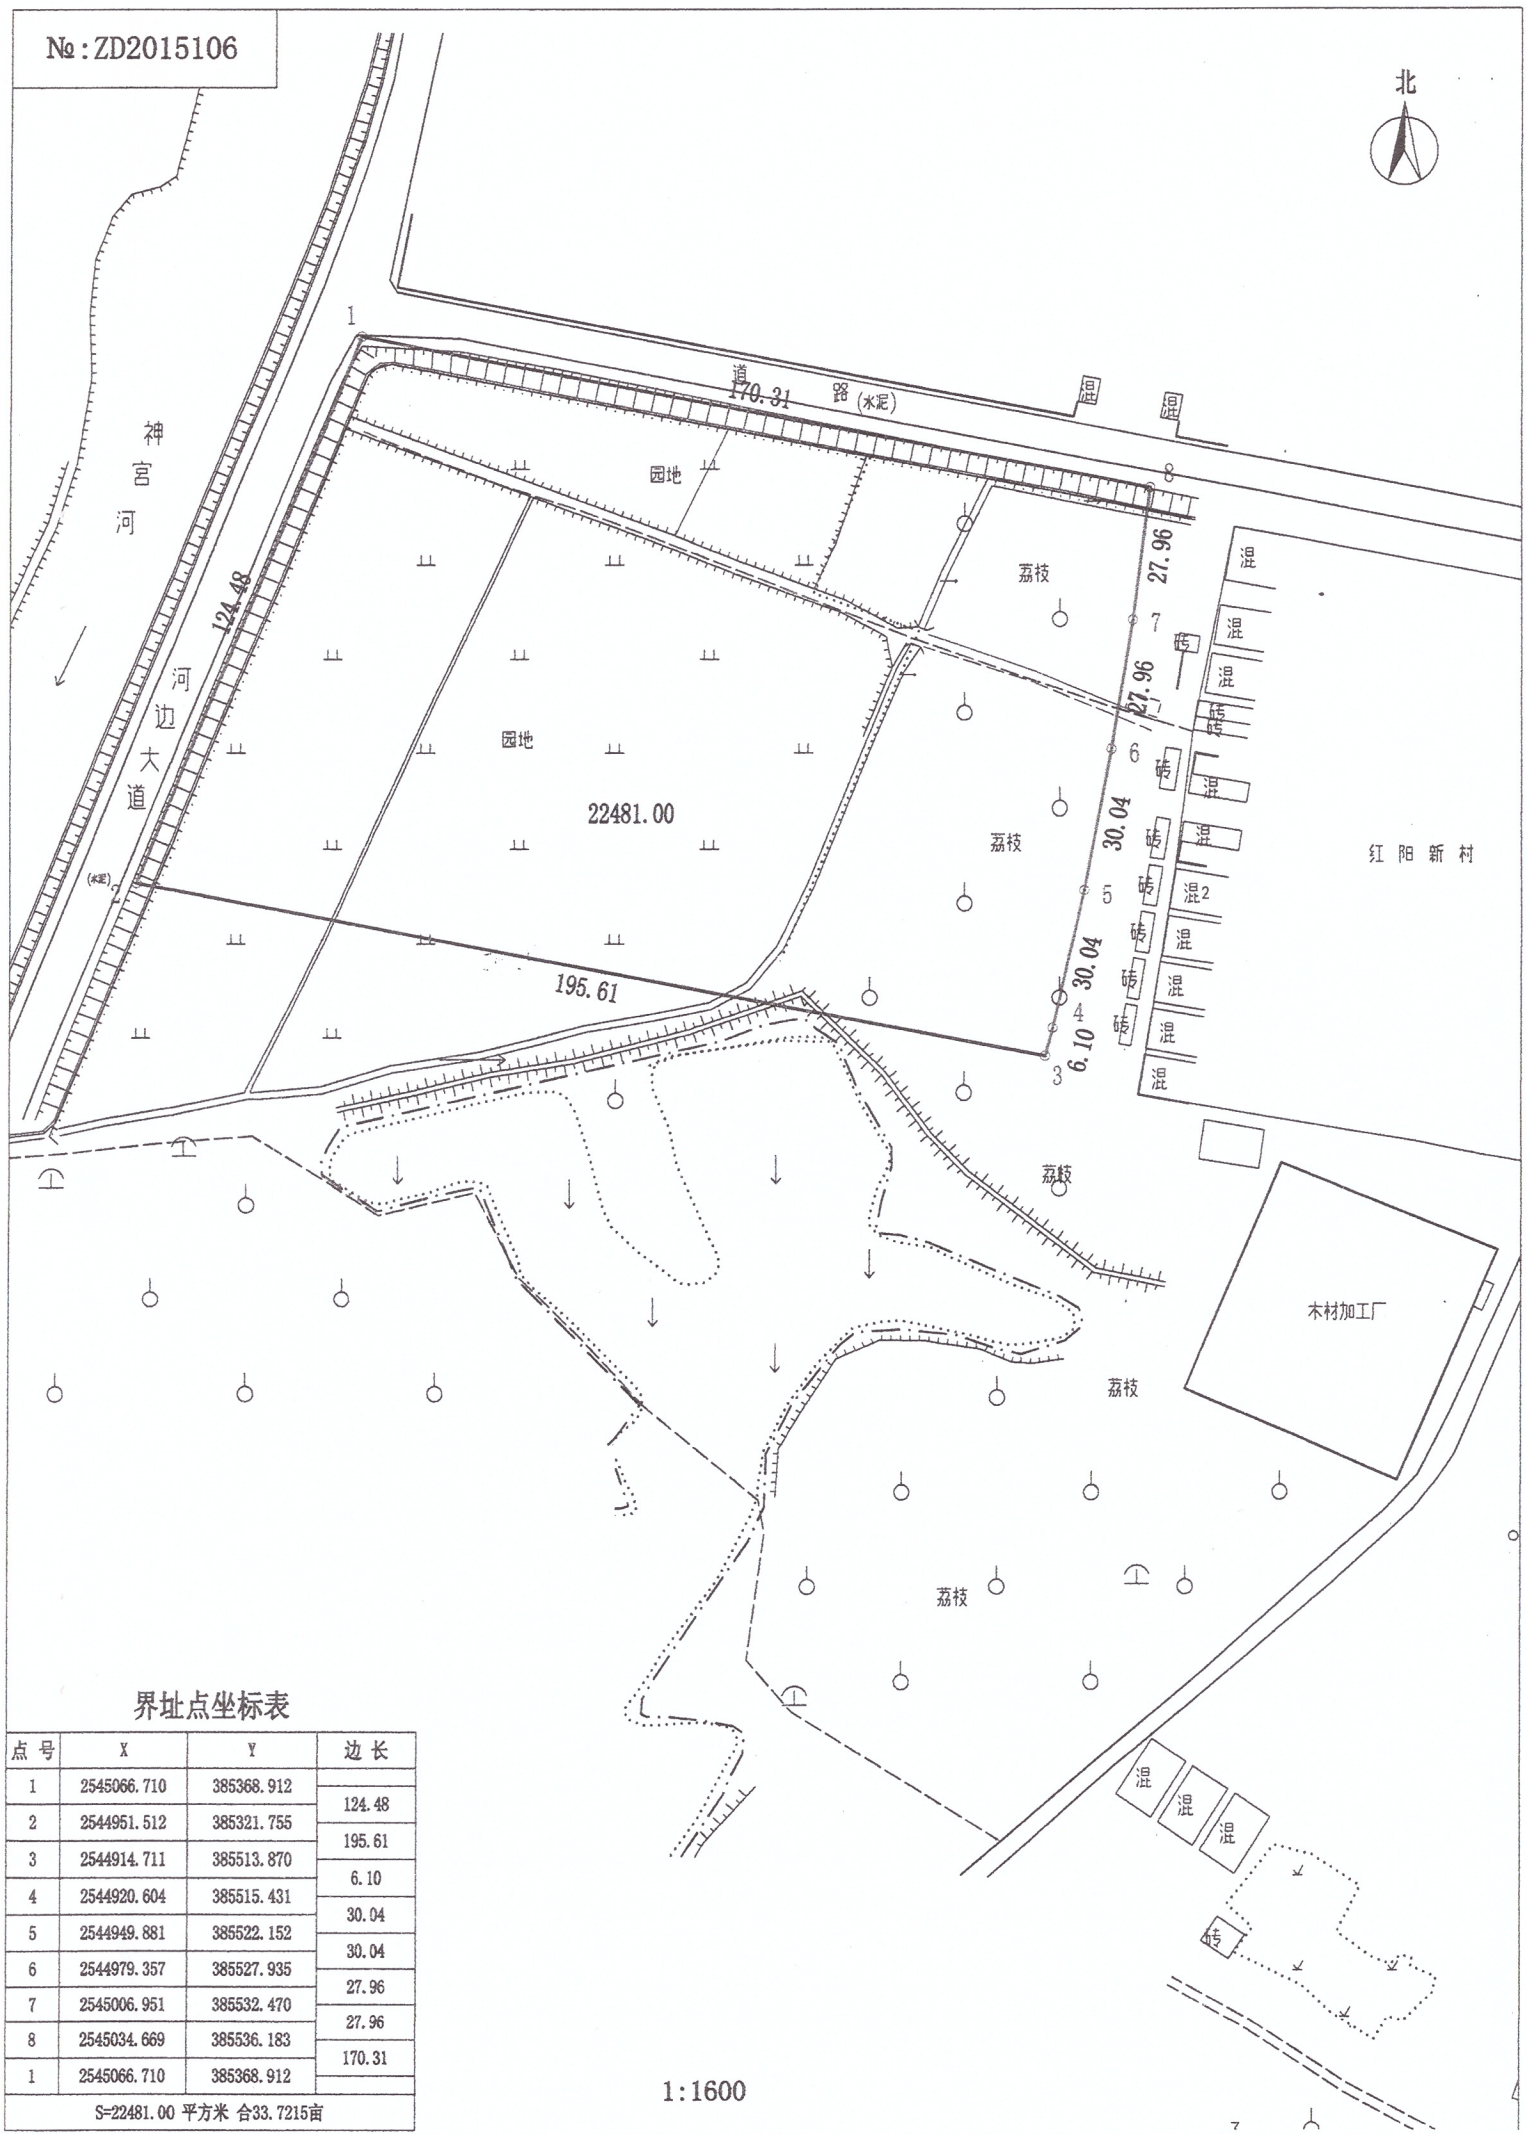 №:ZD2015106
北
1
道 路 (水泥)
170.31
混
混
8
神
宫
河
园地
27.96
荔枝
混
124.48
7
混
砖
混
河
边
大
道
27.96
砖
砖
园地
6
砖
混
22481.00
30.04
荔枝
砖
混
红阳新村
(水泥)
2
5
砖
混2
砖
混
195.61
30.04
砖
混
4
砖
混
6.10
3
混
荔枝
木材加工厂
荔枝
荔枝
界址点坐标表
点号 X Y 边长
1 2545066.710 385368.912
124.48
2 2544951.512 385321.755
195.61
3 2544914.711 385513.870
6.10
4 2544920.604 385515.431
30.04
5 2544949.881 385522.152
30.04
6 2544979.357 385527.935
27.96
7 2545006.951 385532.470
27.96
8 2545034.669 385536.183
170.31
1 2545066.710 385368.912
S=22481.00 平方米 合33.7215亩
混
混
混
砖
1:1600